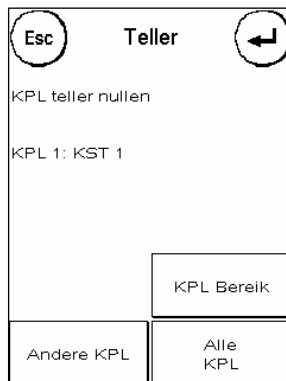 Esc Teller
KPL teller nullen
KPL 1: KST 1
KPL Bereik
Andere KPL
Alle
KPL